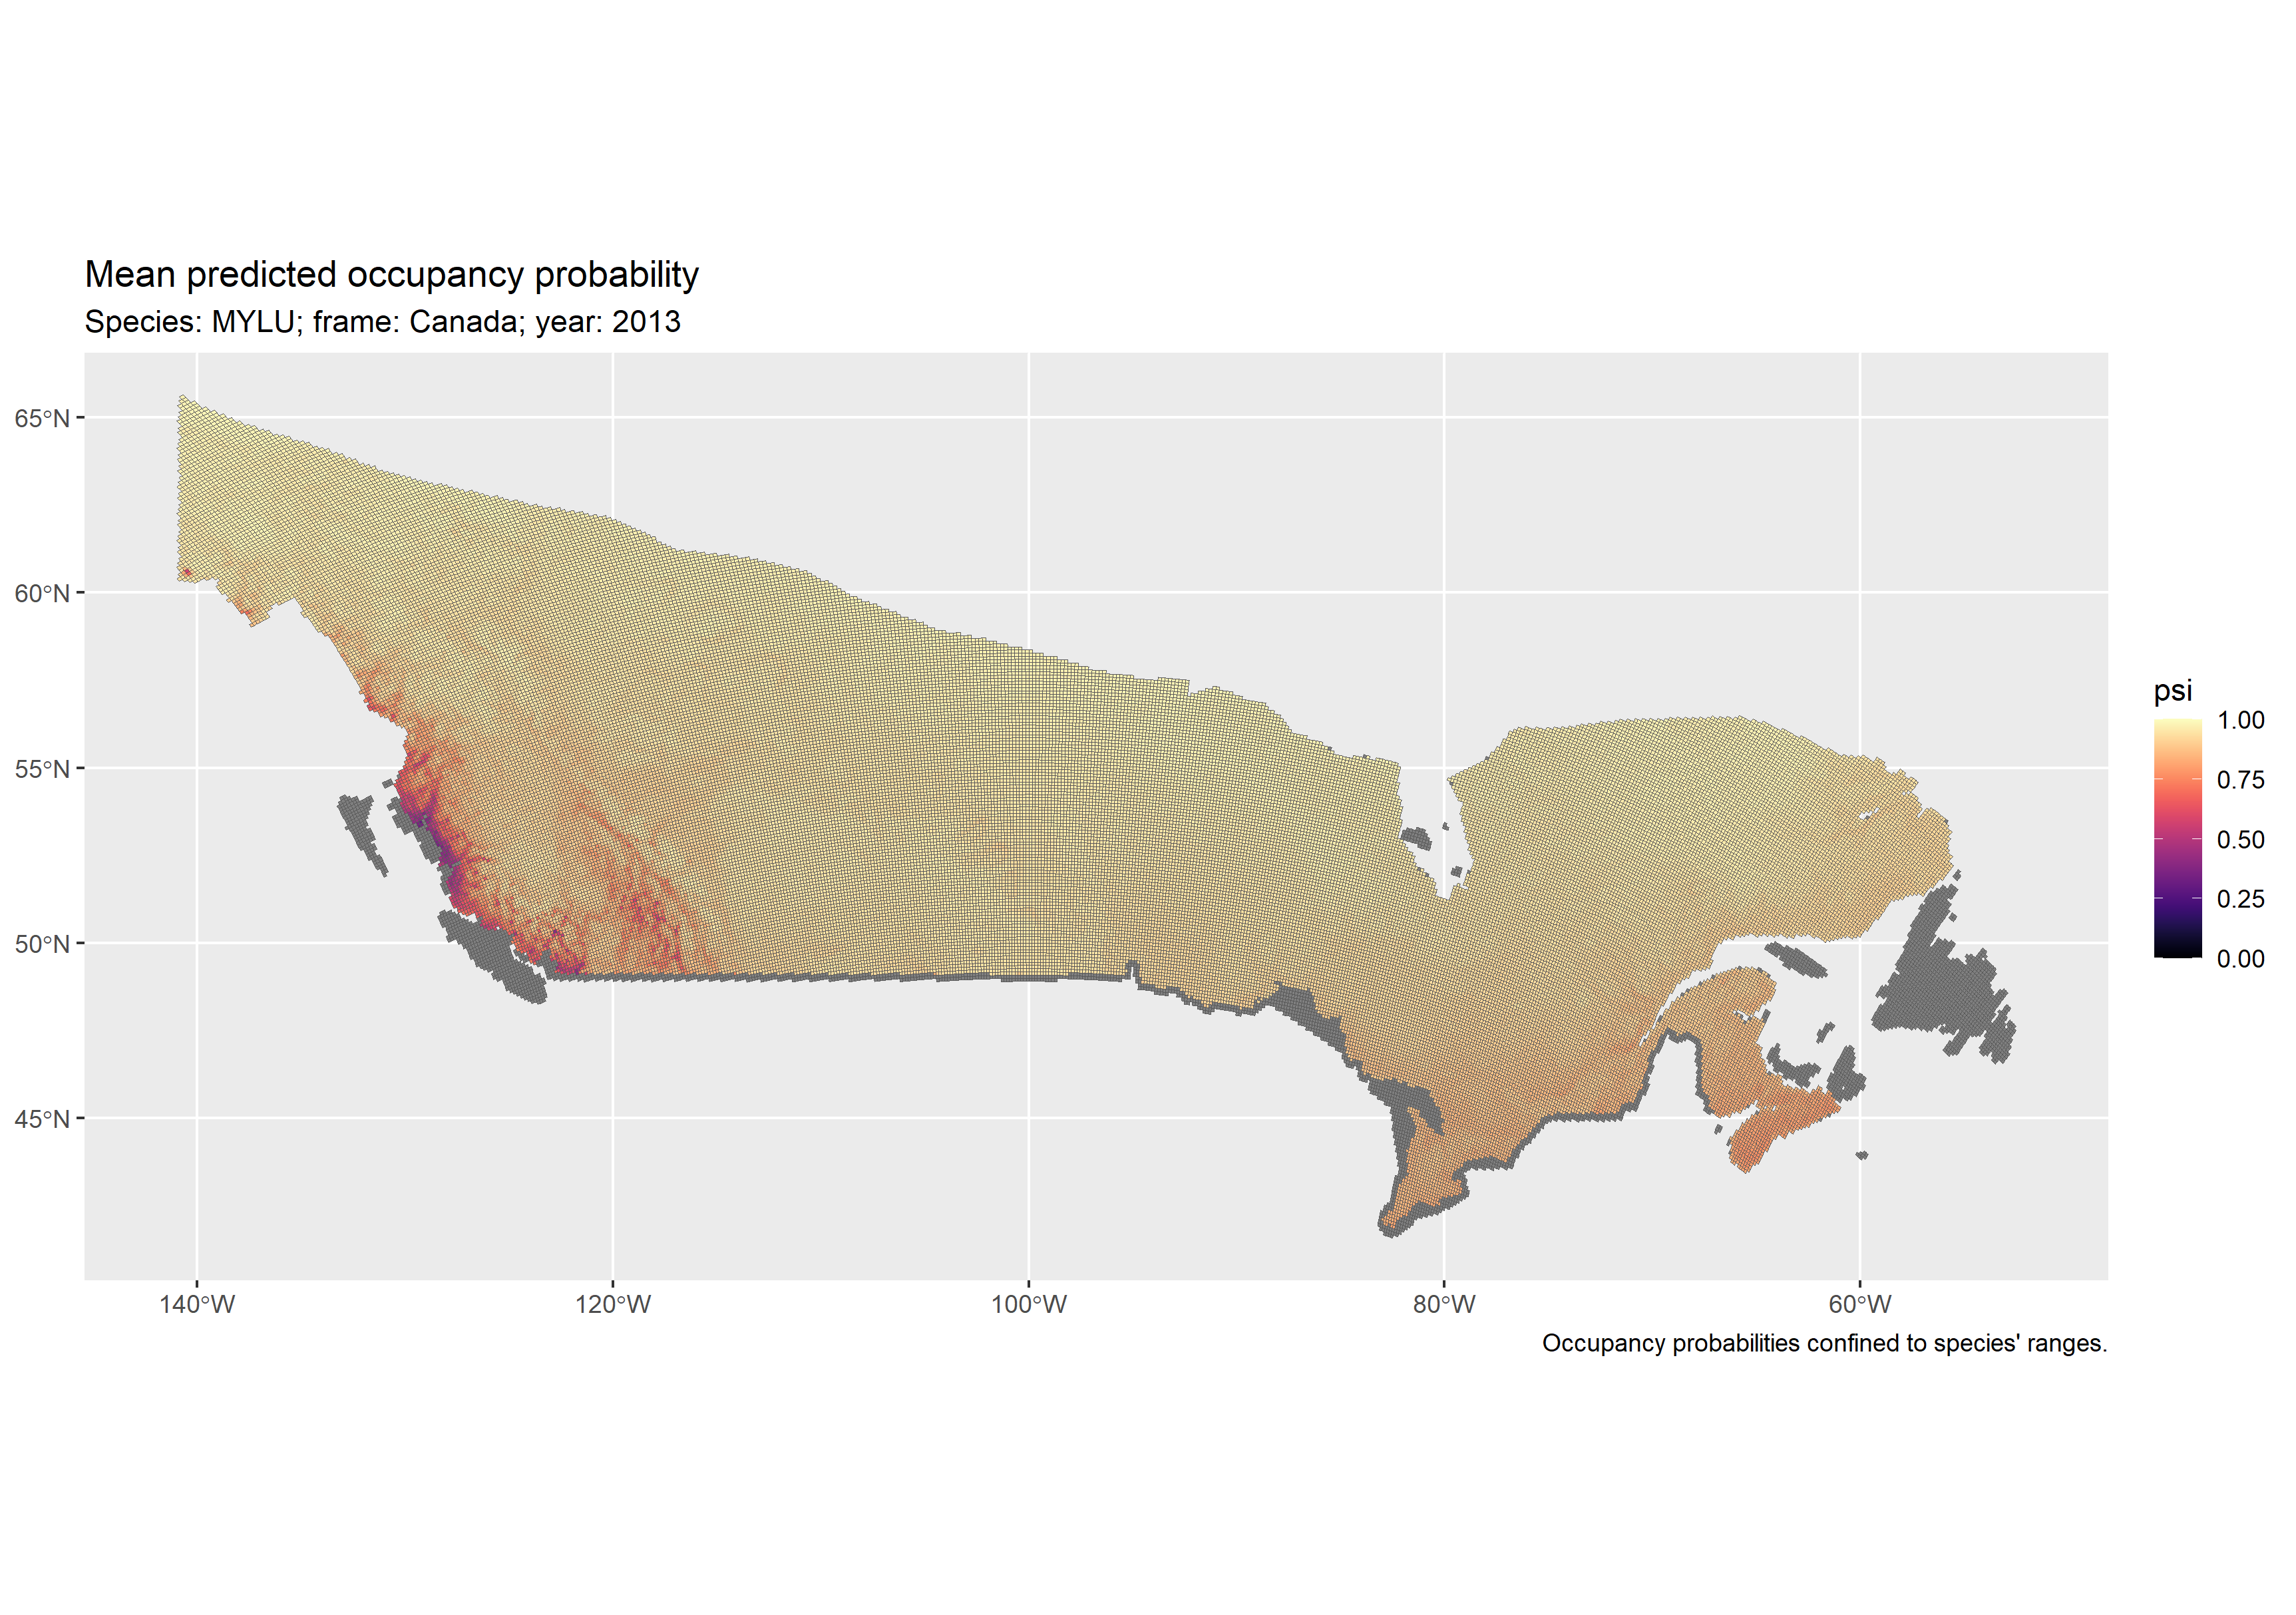 Mean predicted occupancy probability
Species: MYLU; frame: Canada; year: 2013
65°N
60°N
55°N
50°N
45°N
140°W
120°W
100°W
80°W
60°W
psi
1.00
0.75
0.50
0.25
0.00
Occupancy probabilities confined to species' ranges.